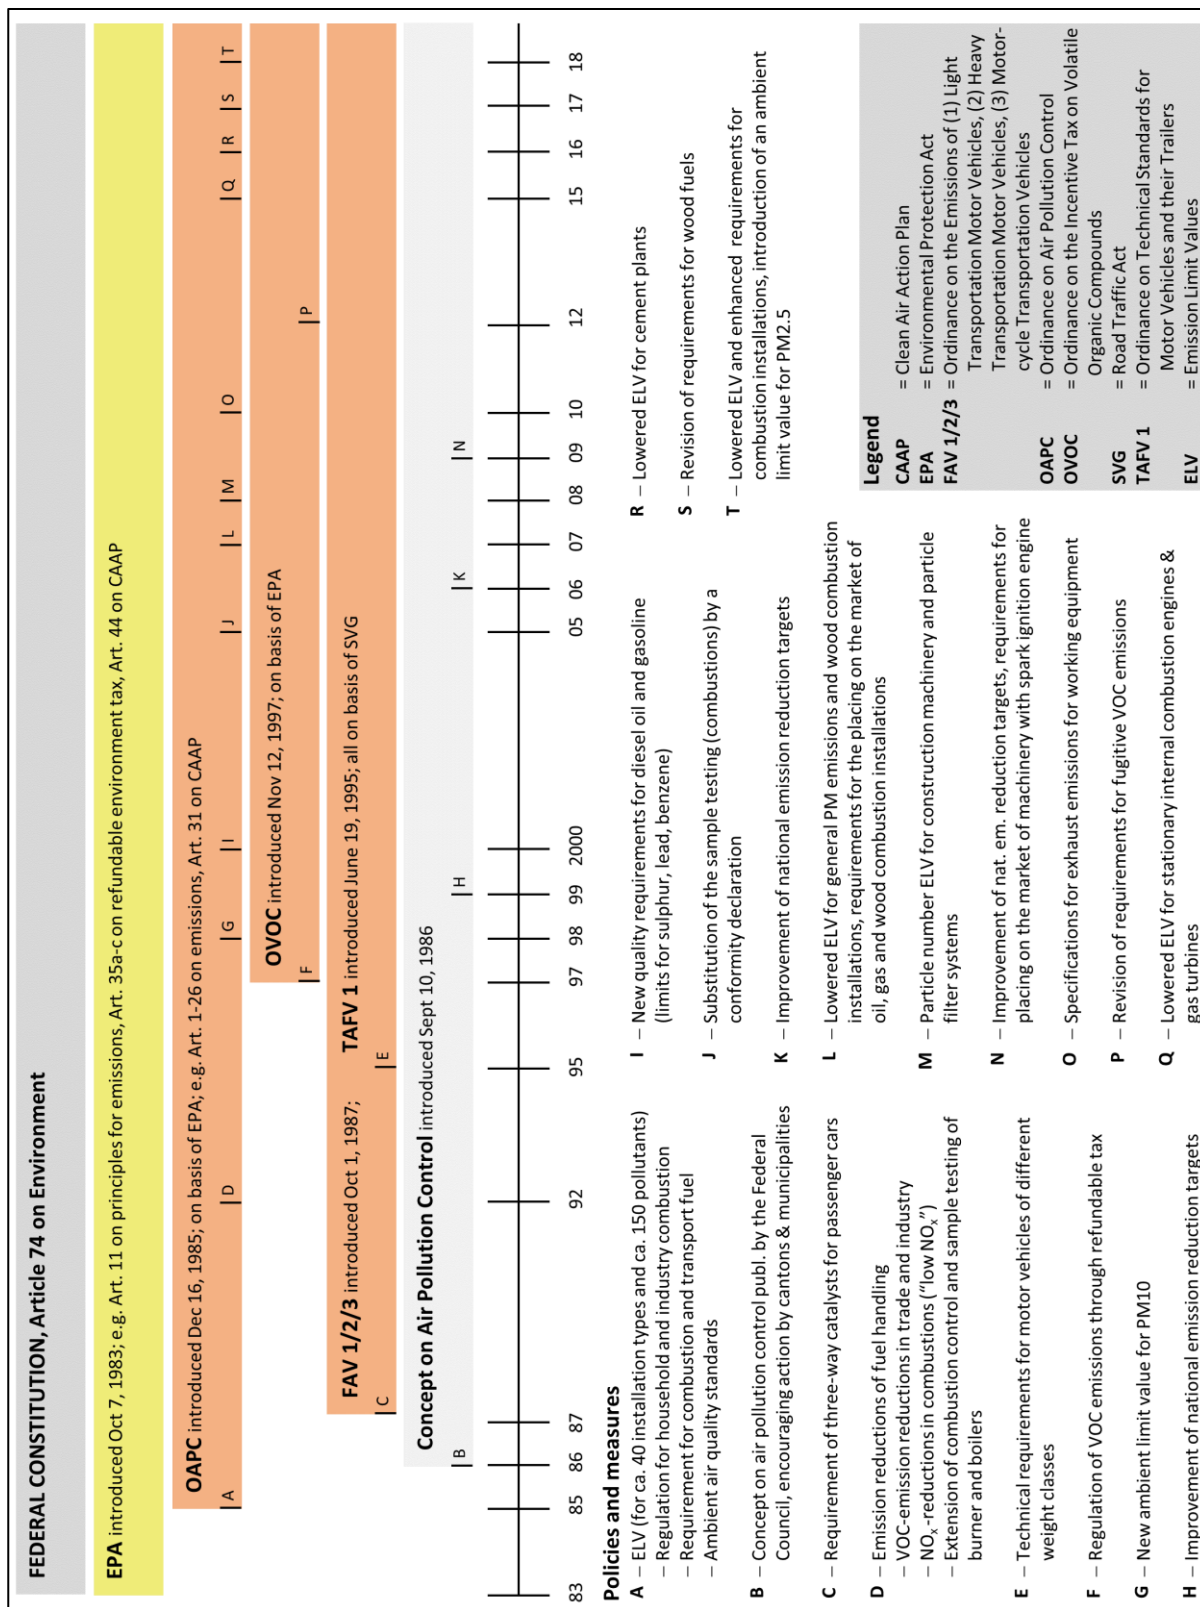 FEDERAL CONSTITUTION, Article 74 on Environment
EPA introduced Oct 7, 1983; e.g. Art. 11 on principles for emissions, Art. 35a-c on refundable environment tax, Art. 44 on CAAP
OAPC introduced Dec 16, 1985; on basis of EPA; e.g. Art. 1-26 on emissions, Art. 31 on CAAP
A D G I J L M O Q R S T
OVOC introduced Nov 12, 1997; on basis of EPA
F P
FAV 1/2/3 introduced Oct 1, 1987; TAFV 1 introduced June 19, 1995; all on basis of SVG
C E
Concept on Air Pollution Control introduced Sept 10, 1986
B H K N
83 85 86 87 92 95 97 98 99 2000 05 06 07 08 09 10 12 15 16 17 18
Policies and measures
A – ELV (for ca. 40 installation types and ca. 150 pollutants)
– Regulation for household and industry combustion
– Requirement for combustion and transport fuel
– Ambient air quality standards
B – Concept on air pollution control publ. by the Federal
Council, encouraging action by cantons & municipalities
C – Requirement of three-way catalysts for passenger cars
D – Emission reductions of fuel handling
– VOC-emission reductions in trade and industry
– NOx-reductions in combustions ("low NOx")
– Extension of combustion control and sample testing of
burner and boilers
E – Technical requirements for motor vehicles of different
weight classes
F – Regulation of VOC emissions through refundable tax
G – New ambient limit value for PM10
H – Improvement of national emission reduction targets
I – New quality requirements for diesel oil and gasoline
(limits for sulphur, lead, benzene)
J – Substitution of the sample testing (combustions) by a
conformity declaration
K – Improvement of national emission reduction targets
L – Lowered ELV for general PM emissions and wood combustion
installations, requirements for the placing on the market of
oil, gas and wood combustion installations
M – Particle number ELV for construction machinery and particle
filter systems
N – Improvement of nat. em. reduction targets, requirements for
placing on the market of machinery with spark ignition engine
O – Specifications for exhaust emissions for working equipment
P – Revision of requirements for fugitive VOC emissions
Q – Lowered ELV for stationary internal combustion engines &
gas turbines
R – Lowered ELV for cement plants
S – Revision of requirements for wood fuels
T – Lowered ELV and enhanced requirements for
combustion installations, introduction of an ambient
limit value for PM2.5
Legend
CAAP = Clean Air Action Plan
EPA = Environmental Protection Act
FAV 1/2/3 = Ordinance on the Emissions of (1) Light
Transportation Motor Vehicles, (2) Heavy
Transportation Motor Vehicles, (3) Motor-
cycle Transportation Vehicles
OAPC = Ordinance on Air Pollution Control
OVOC = Ordinance on the Incentive Tax on Volatile
Organic Compounds
SVG = Road Traffic Act
TAFV 1 = Ordinance on Technical Standards for
Motor Vehicles and their Trailers
ELV = Emission Limit Values